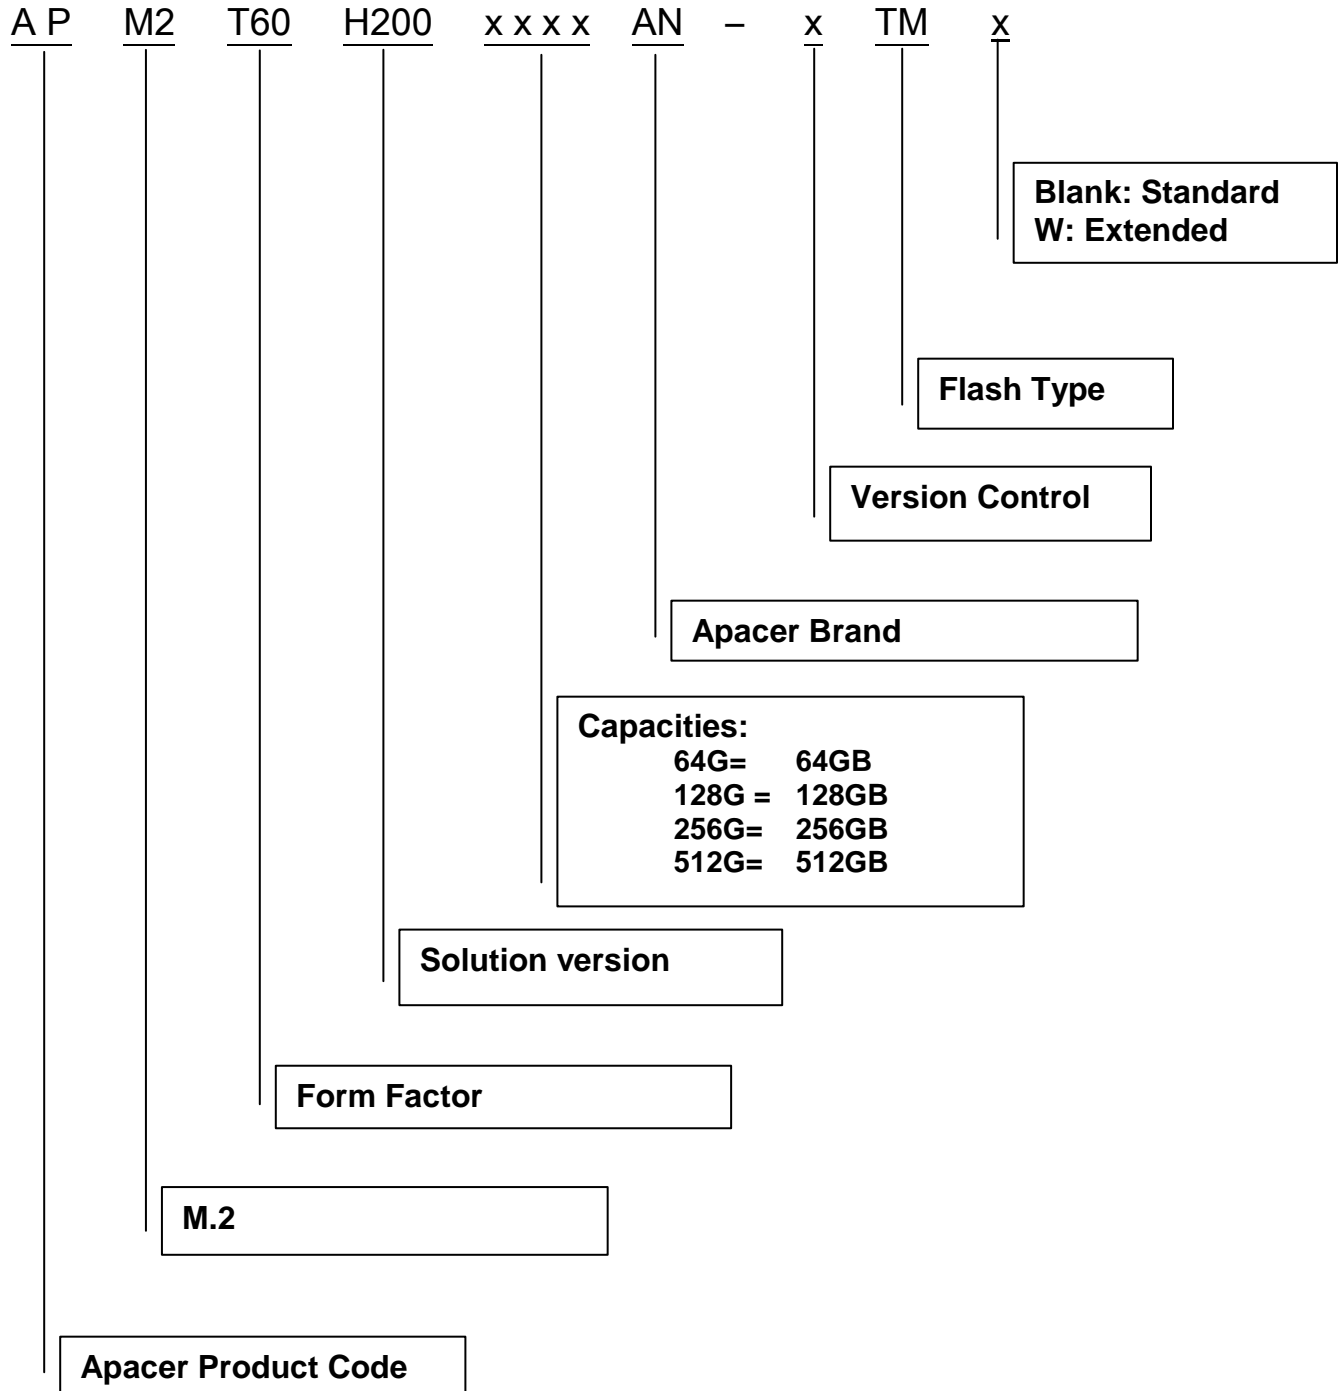 A P M2 T60 H200 x x x x AN – x TM x
Blank: Standard
W: Extended
Flash Type
Version Control
Apacer Brand
Capacities:
64G= 64GB
128G = 128GB
256G= 256GB
512G= 512GB
Solution version
Form Factor
M.2
Apacer Product Code